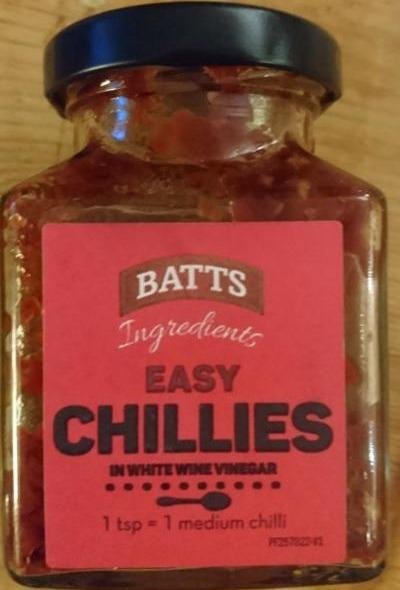 BATTS
Ingredients
EASY
CHILLIES
IN WHITE WINE VINEGAR
1 tsp = 1 medium chilli